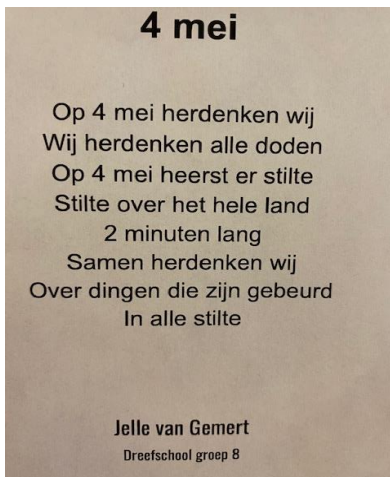 4 mei
Op 4 mei herdenken wij
Wij herdenken alle doden
Op 4 mei heerst er stilte
Stilte over het hele land
2 minuten lang
Samen herdenken wij
Over dingen die zijn gebeurd
In alle stilte
Jelle van Gemert
Dreefschool groep 8